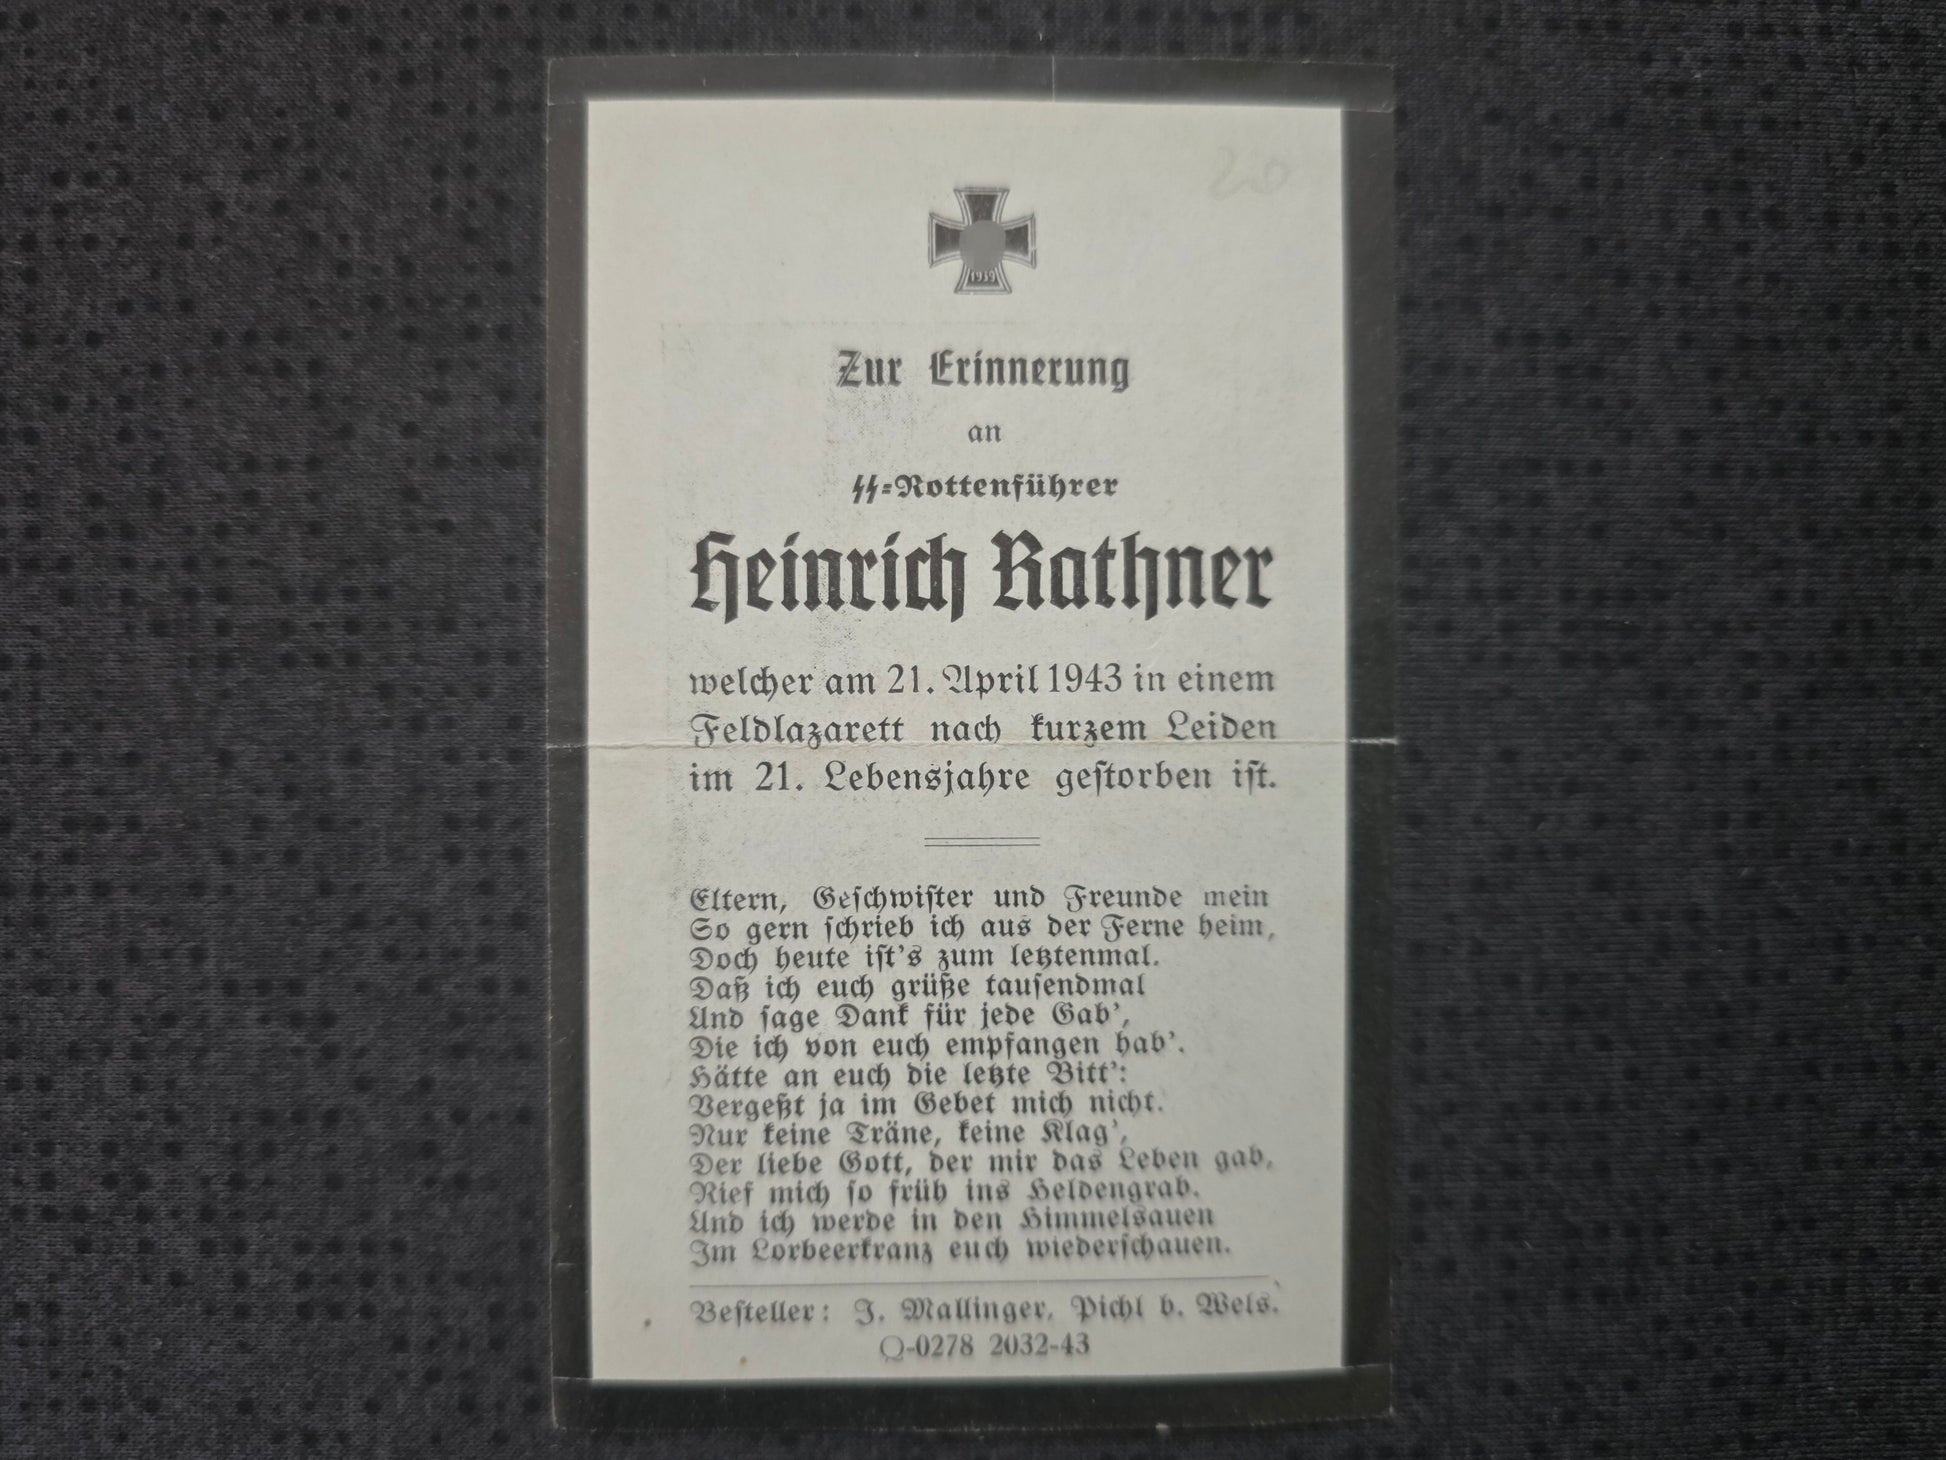 20
1939
Zur Erinnerung
an
SS=Rottenführer
Heinrich Rathner
welcher am 21. April 1943 in einem
Feldlazarett nach kurzem Leiden
im 21. Lebensjahre gestorben ist.
Eltern, Geschwister und Freunde mein
So gern schrieb ich aus der Ferne heim,
Doch heute ist's zum letztenmal.
Daß ich euch grüße tausendmal
Und sage Dank für jede Gab',
Die ich von euch empfangen hab'.
Hätte an euch die letzte Bitt':
Vergeßt ja im Gebet mich nicht.
Nur keine Träne, keine Klag',
Der liebe Gott, der mir das Leben gab,
Rief mich so früh ins Heldengrab.
Und ich werde in den Himmelsauen
Im Lorbeerkranz euch wiederschauen.
Besteller: J. Mallinger, Pichl b. Wels.
Q-0278 2032-43